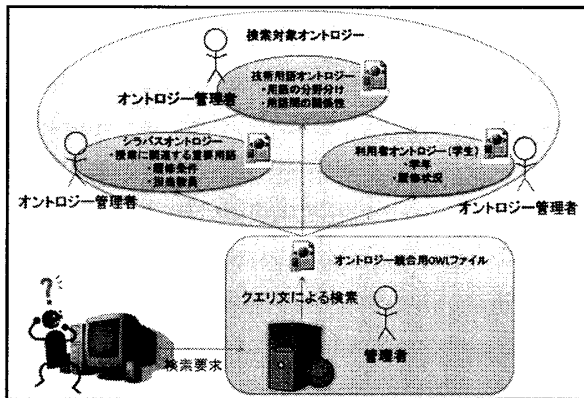 検索対象オントロジー
技術用語オントロジー
・用語の分野分け
・用語間の関係性
オントロジー管理者
シラバスオントロジー
・授業に関連する重要用語
・履修条件
・担当教員
オントロジー管理者
利用者オントロジー(学生)
・学年
・履修状況
オントロジー管理者
オントロジー統合用OWLファイル
クエリ文による検索
管理者
検索要求
?